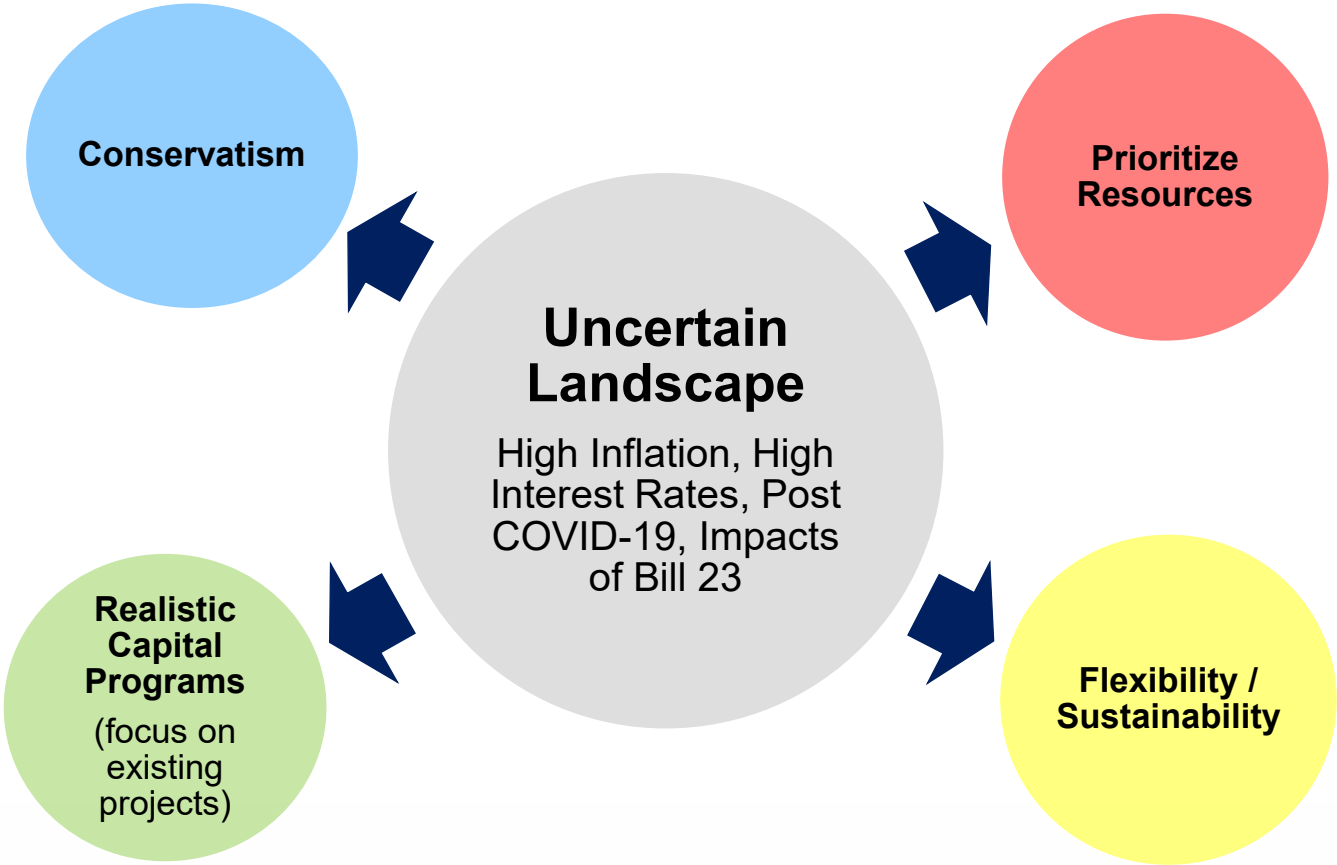 Conservatism
Prioritize
Resources
Uncertain
Landscape
High Inflation, High
Interest Rates, Post
COVID-19, Impacts
of Bill 23
Realistic
Capital
Programs
(focus on
existing
projects)
Flexibility /
Sustainability